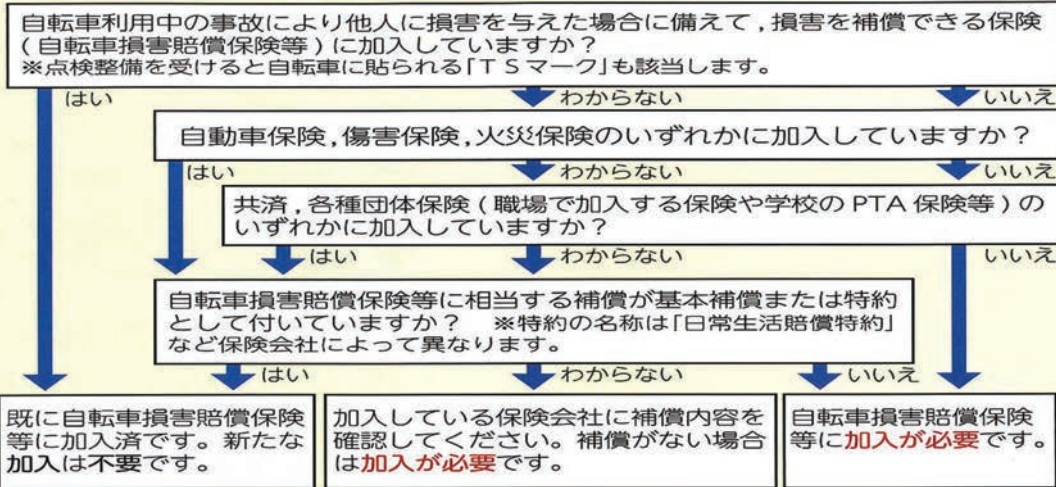 自転車利用中の事故により他人に損害を与えた場合に備えて，損害を補償できる保険
（自転車損害賠償保険等）に加入していますか？
※点検整備を受けると自転車に貼られる「ＴＳマーク」も該当します。
はい わからない いいえ
自動車保険，傷害保険，火災保険のいずれかに加入していますか？
はい わからない いいえ
共済，各種団体保険（職場で加入する保険や学校のPTA保険等）の
いずれかに加入していますか？
はい わからない いいえ
自転車損害賠償保険等に相当する補償が基本補償または特約
として付いていますか？　※特約の名称は「日常生活賠償特約」
など保険会社によって異なります。
はい わからない いいえ
既に自転車損害賠償保険
等に加入済です。新たな
加入は不要です。
加入している保険会社に補償内容を
確認してください。補償がない場合
は加入が必要です。
自転車損害賠償保険
等に加入が必要です。